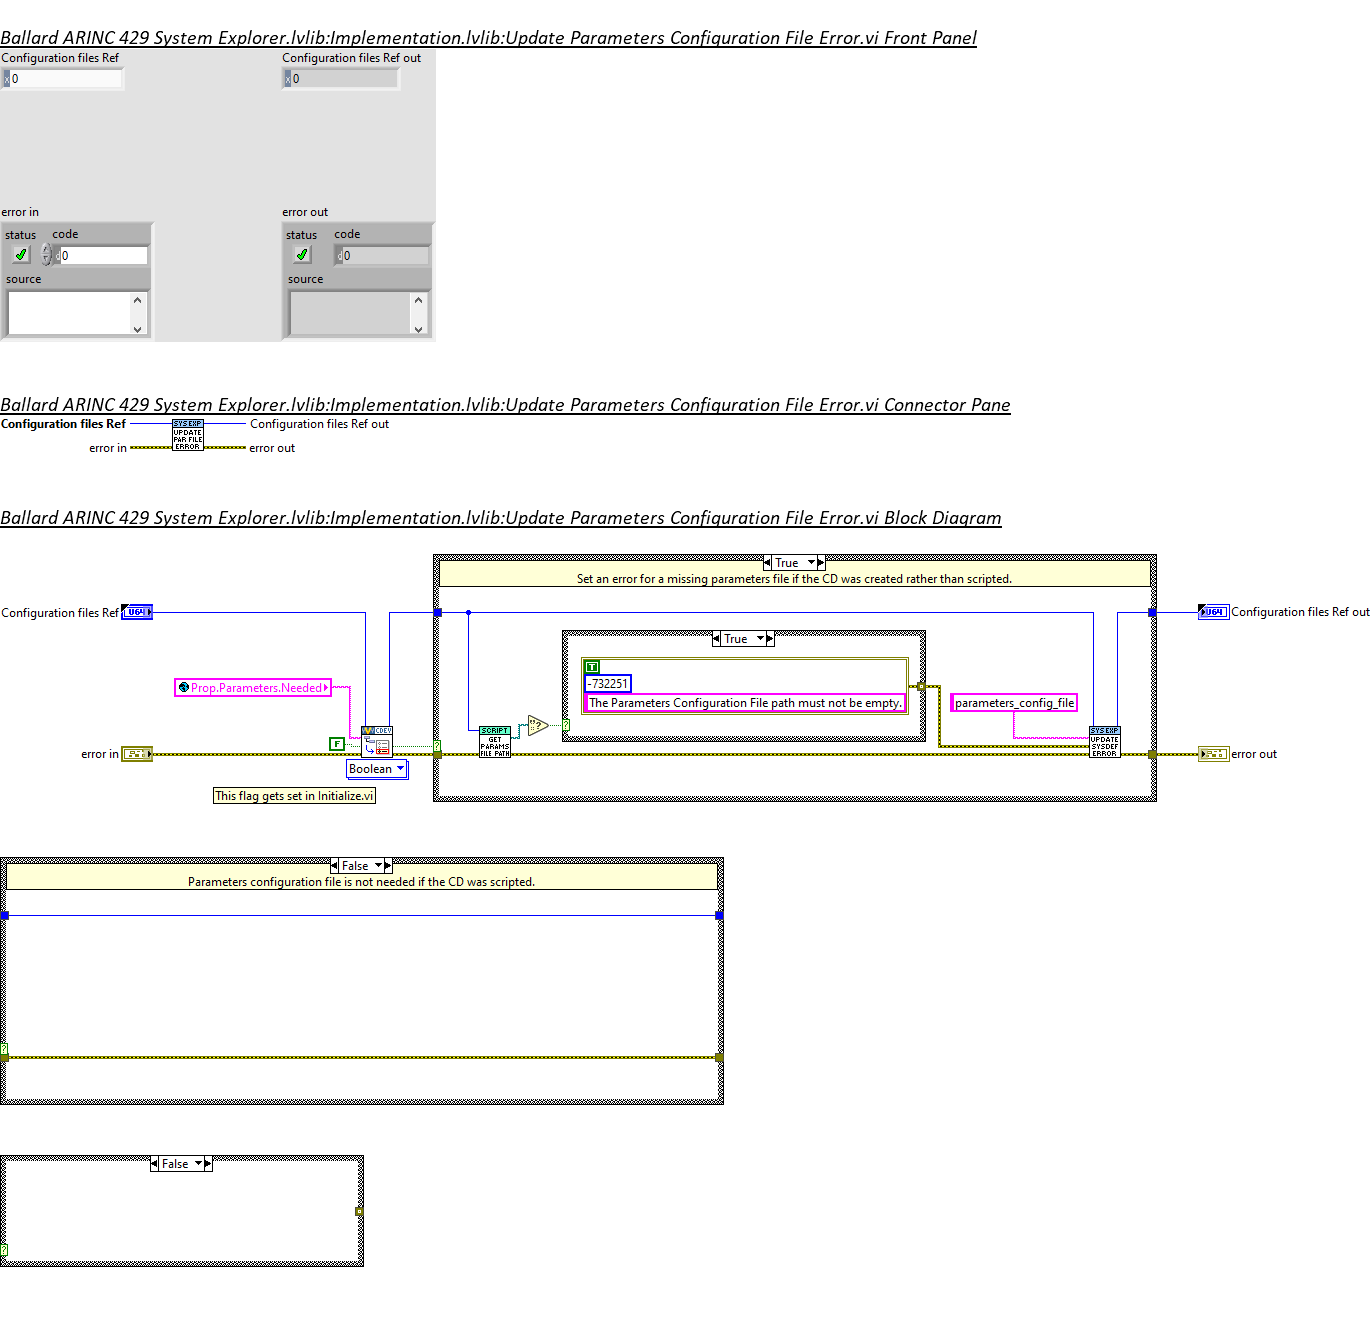 Ballard ARINC 429 System Explorer.lvlib:Implementation.lvlib:Update Parameters Configuration File Error.vi Front Panel
Configuration files Ref
Configuration files Ref out
x 0
x 0
error in
error out
status code
status code
d 0
d 0
source
source
Ballard ARINC 429 System Explorer.lvlib:Implementation.lvlib:Update Parameters Configuration File Error.vi Connector Pane
Configuration files Ref
SYS EXP
UPDATE
PAR FILE
ERROR
Configuration files Ref out
error in
error out
Ballard ARINC 429 System Explorer.lvlib:Implementation.lvlib:Update Parameters Configuration File Error.vi Block Diagram
True
Set an error for a missing parameters file if the CD was created rather than scripted.
Configuration files Ref
U64
U64
Configuration files Ref out
True
T
-732251
The Parameters Configuration File path must not be empty.
Prop.Parameters.Needed
parameters_config_file
CDEV
F
?
SCRIPT
GET
PARAMS
FILE PATH
?
?
SYS EXP
UPDATE
SYSDEF
ERROR
error in
error out
Boolean
This flag gets set in Initialize.vi
False
Parameters configuration file is not needed if the CD was scripted.
?
False
?